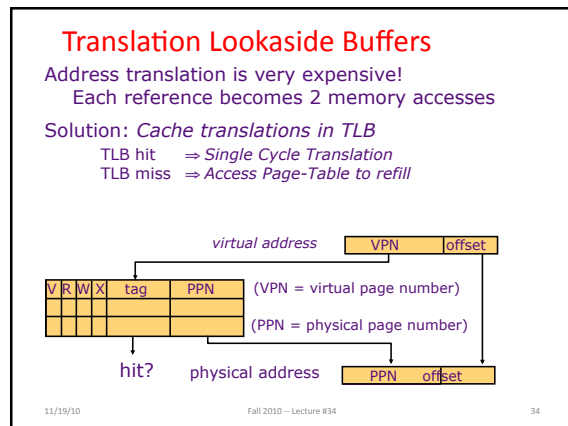 Translation Lookaside Buffers
Address translation is very expensive!
Each reference becomes 2 memory accesses
Solution: Cache translations in TLB
TLB hit ⇒ Single Cycle Translation
TLB miss ⇒ Access Page-Table to refill
virtual address VPN offset
V R W X tag PPN (VPN = virtual page number)
(PPN = physical page number)
hit? physical address PPN offset
11/19/10 Fall 2010 -- Lecture #34 34